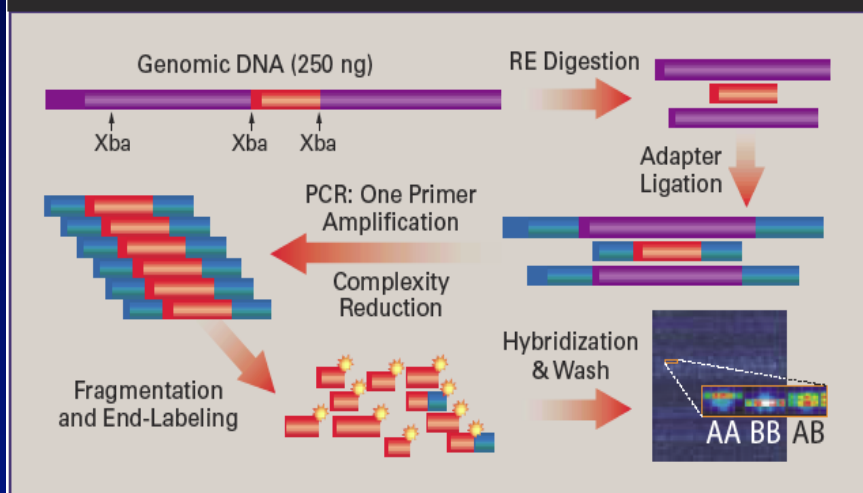 Genomic DNA (250 ng)
RE Digestion
Xba
Xba
Xba
Adapter
Ligation
PCR: One Primer
Amplification
Complexity
Reduction
Fragmentation
and End-Labeling
Hybridization
& Wash
AA BB AB